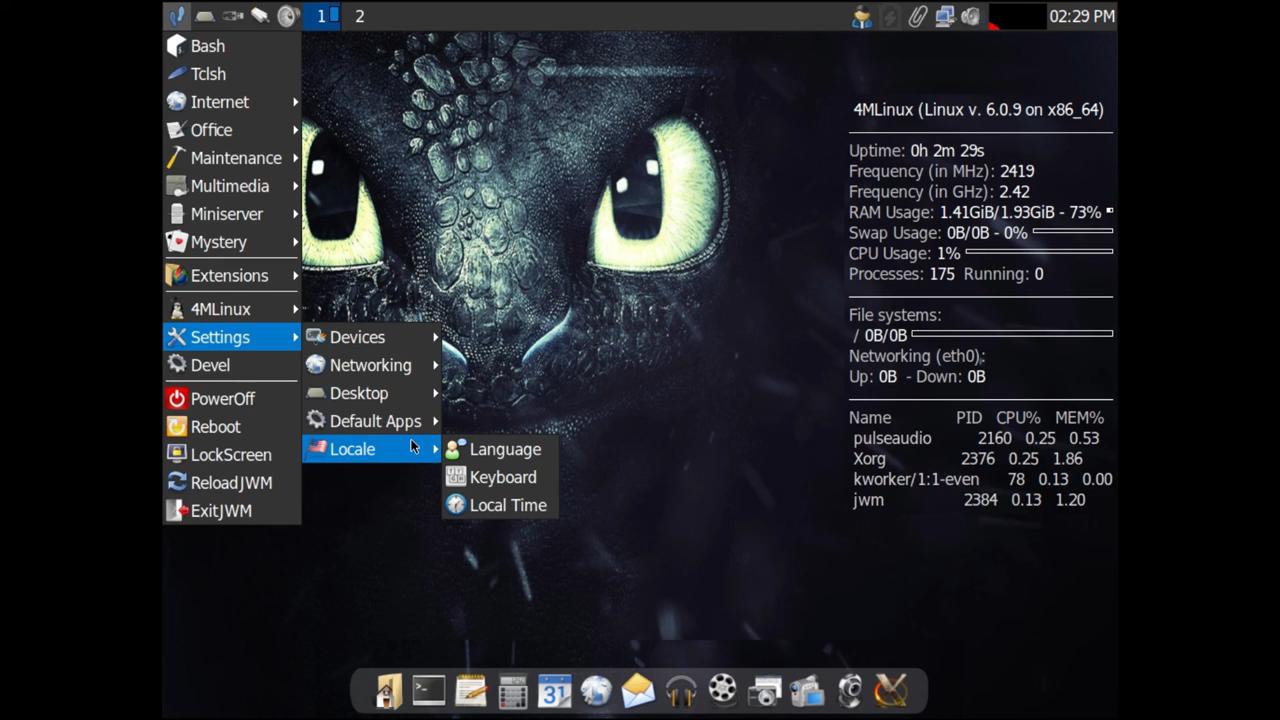 1 2 02:29 PM
Bash
Tclsh
Internet
Office
Maintenance
Multimedia
Miniserver
Mystery
Extensions
4MLinux
Settings
Devel
PowerOff
Reboot
LockScreen
ReloadJWM
ExitJWM
Devices
Networking
Desktop
Default Apps
Locale
Language
Keyboard
Local Time
4MLinux (Linux v. 6.0.9 on x86_64)
Uptime: 0h 2m 29s
Frequency (in MHz): 2419
Frequency (in GHz): 2.42
RAM Usage: 1.41GiB/1.93GiB - 73%
Swap Usage: 0B/0B - 0%
CPU Usage: 1%
Processes: 175 Running: 0
File systems:
/ 0B/0B
Networking (eth0):
Up: 0B - Down: 0B
Name PID CPU% MEM%
pulseaudio 2160 0.25 0.53
Xorg 2376 0.25 1.86
kworker/1:1-even 78 0.13 0.00
jwm 2384 0.13 1.20
31